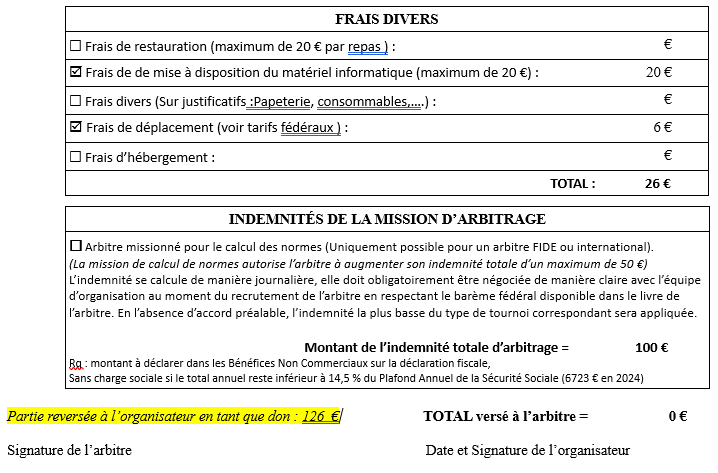 FRAIS DIVERS
☐ Frais de restauration (maximum de 20 € par repas ) : €
☑ Frais de de mise à disposition du matériel informatique (maximum de 20 €) : 20 €
☐ Frais divers (Sur justificatifs :Papeterie, consommables,....) : €
☑ Frais de déplacement (voir tarifs fédéraux ) : 6 €
☐ Frais d’hébergement : €
TOTAL : 26 €
INDEMNITÉS DE LA MISSION D’ARBITRAGE
☐ Arbitre missionné pour le calcul des normes (Uniquement possible pour un arbitre FIDE ou international).
(La mission de calcul de normes autorise l’arbitre à augmenter son indemnité totale d’un maximum de 50 €)
L’indemnité se calcule de manière journalière, elle doit obligatoirement être négociée de manière claire avec l’équipe
d’organisation au moment du recrutement de l’arbitre en respectant le barème fédéral disponible dans le livre de
l’arbitre. En l’absence d’accord préalable, l’indemnité la plus basse du type de tournoi correspondant sera appliquée.
Montant de l’indemnité totale d’arbitrage = 100 €
Rq : montant à déclarer dans les Bénéfices Non Commerciaux sur la déclaration fiscale,
Sans charge sociale si le total annuel reste inférieur à 14,5 % du Plafond Annuel de la Sécurité Sociale (6723 € en 2024)
Partie reversée à l’organisateur en tant que don : 126 € TOTAL versé à l’arbitre = 0 €
Signature de l’arbitre Date et Signature de l’organisateur